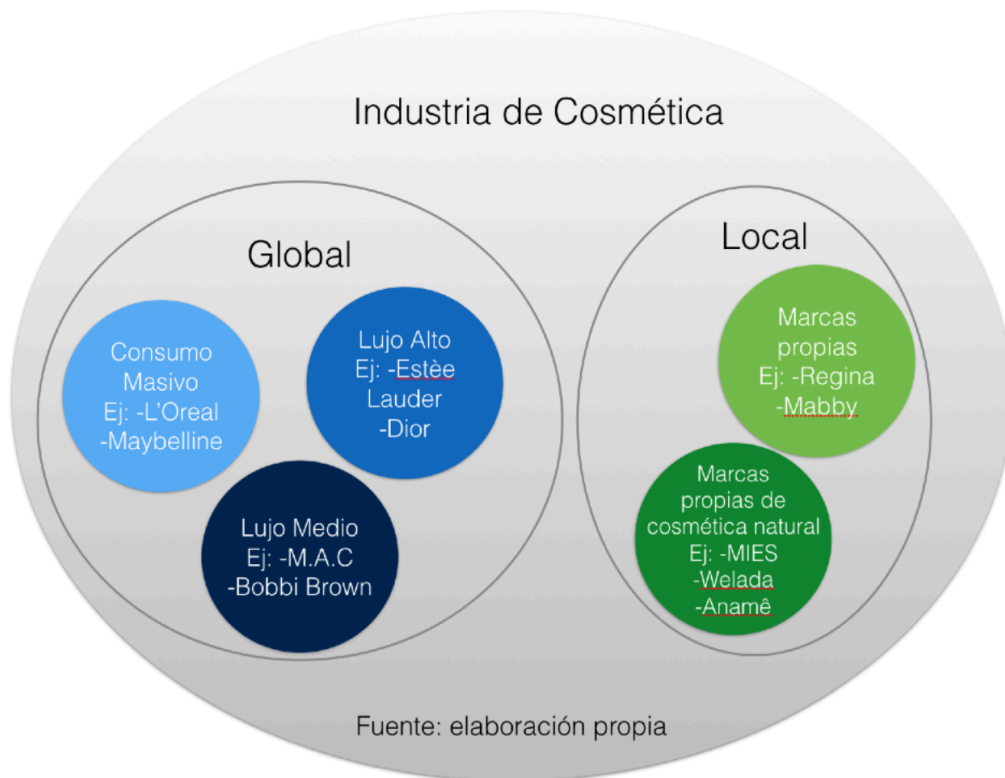 Industria de Cosmética
Global
Consumo
Masivo
Ej: -L'Oreal
-Maybelline
Lujo Alto
Ej: -Estèe
Lauder
-Dior
Lujo Medio
Ej: -M.A.C
-Bobbi Brown
Local
Marcas
propias
Ej: -Regina
-Mabby
Marcas
propias de
cosmética natural
Ej: -MIES
-Welada
-Anamê
Fuente: elaboración propia